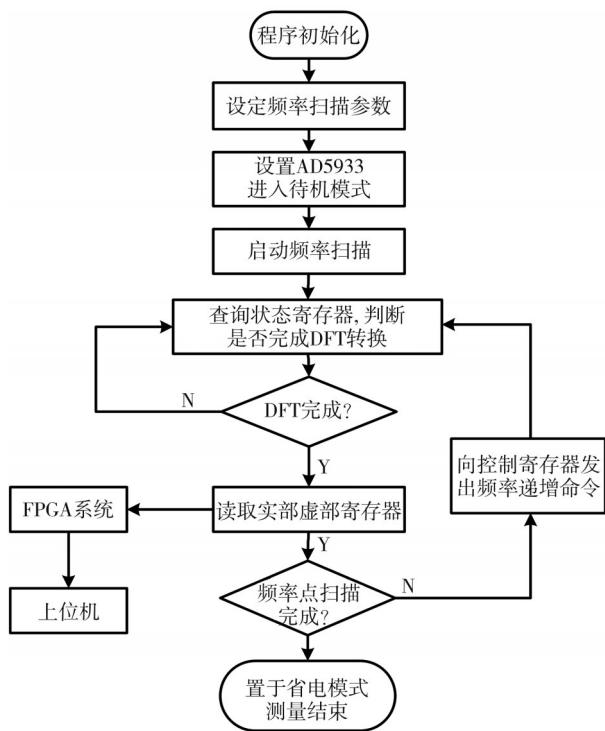 程序初始化
设定频率扫描参数
设置AD5933
进入待机模式
启动频率扫描
查询状态寄存器, 判断
是否完成DFT转换
N
DFT完成?
Y
向控制寄存器发
出频率递增命令
FPGA系统
读取实部虚部寄存器
Y
上位机
频率点扫描
完成?
N
置于省电模式
测量结束